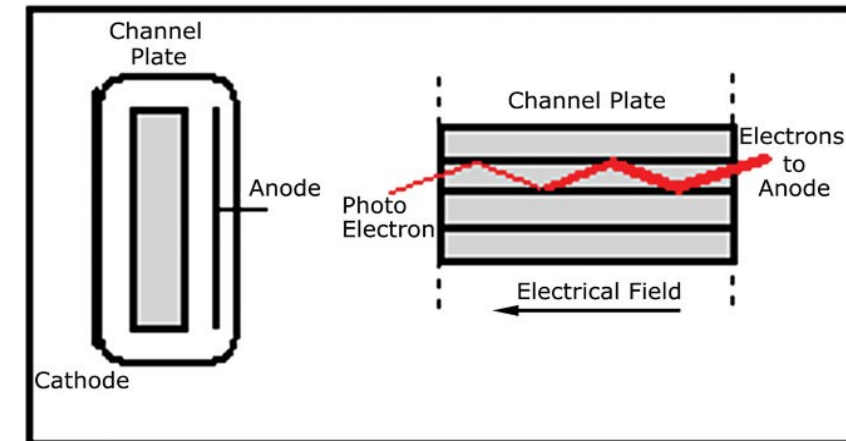 Channel
Plate
Anode
Cathode
Channel Plate
Electrons
to
Anode
Photo
Electron
Electrical Field